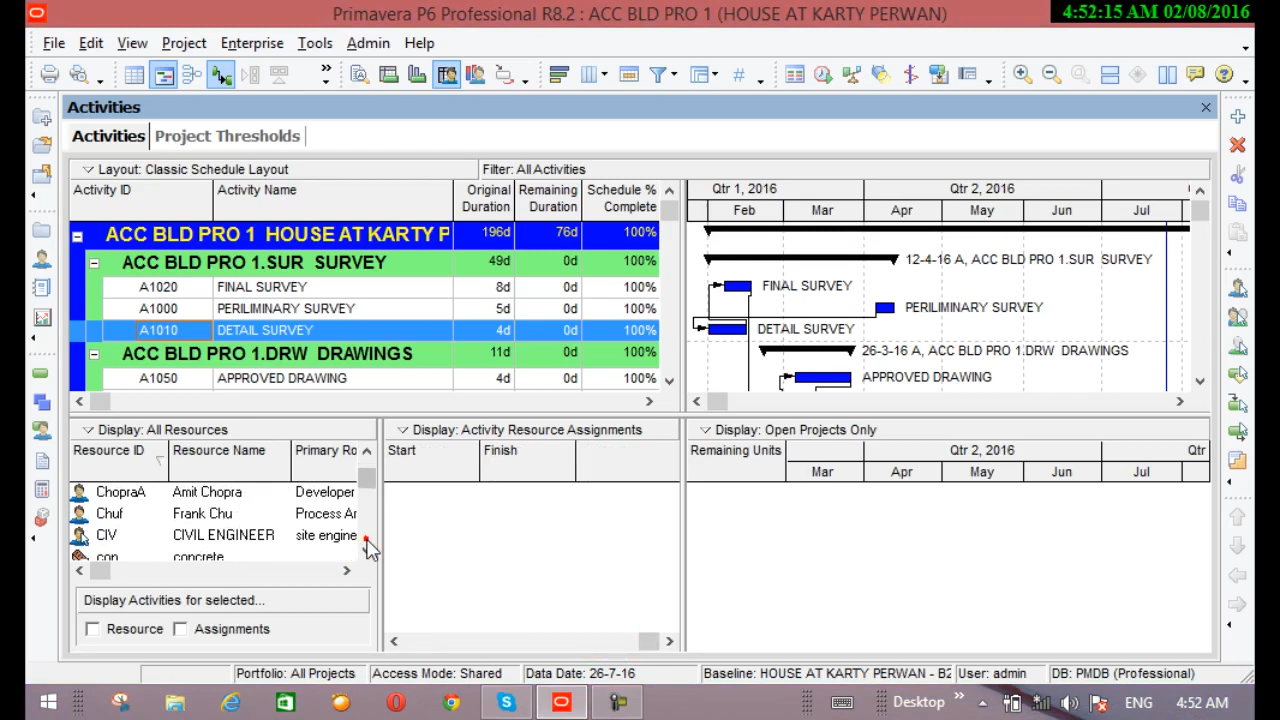 Primavera P6 Professional R8.2 : ACC BLD PRO 1 (HOUSE AT KARTY PERWAN)
4:52:15 AM 02/08/2016
File Edit View Project Enterprise Tools Admin Help
Activities
Activities Project Thresholds
Layout: Classic Schedule Layout Filter: All Activities
Activity ID Activity Name Original Duration Remaining Duration Schedule % Complete
Qtr 1, 2016 Qtr 2, 2016
Feb Mar Apr May Jun Jul
ACC BLD PRO 1 HOUSE AT KARTY P 196d 76d 100%
ACC BLD PRO 1.SUR SURVEY 49d 0d 100% 12-4-16 A, ACC BLD PRO 1.SUR SURVEY
A1020 FINAL SURVEY 8d 0d 100% FINAL SURVEY
A1000 PERILIMINARY SURVEY 5d 0d 100% PERILIMINARY SURVEY
A1010 DETAIL SURVEY 4d 0d 100% DETAIL SURVEY
ACC BLD PRO 1.DRW DRAWINGS 11d 0d 100% 26-3-16 A, ACC BLD PRO 1.DRW DRAWINGS
A1050 APPROVED DRAWING 4d 0d 100% APPROVED DRAWING
Display: All Resources Display: Activity Resource Assignments Display: Open Projects Only
Resource ID Resource Name Primary Ro Start Finish Remaining Units Qtr 2, 2016 Qtr
Mar Apr May Jun Jul
ChopraA Amit Chopra Developer
Chuf Frank Chu Process Ar
CIV CIVIL ENGINEER site engine
con concrete
Display Activities for selected...
Resource Assignments
Portfolio: All Projects Access Mode: Shared Data Date: 26-7-16 Baseline: HOUSE AT KARTY PERWAN - B2 User: admin DB: PMDB (Professional)
Desktop ENG 4:52 AM